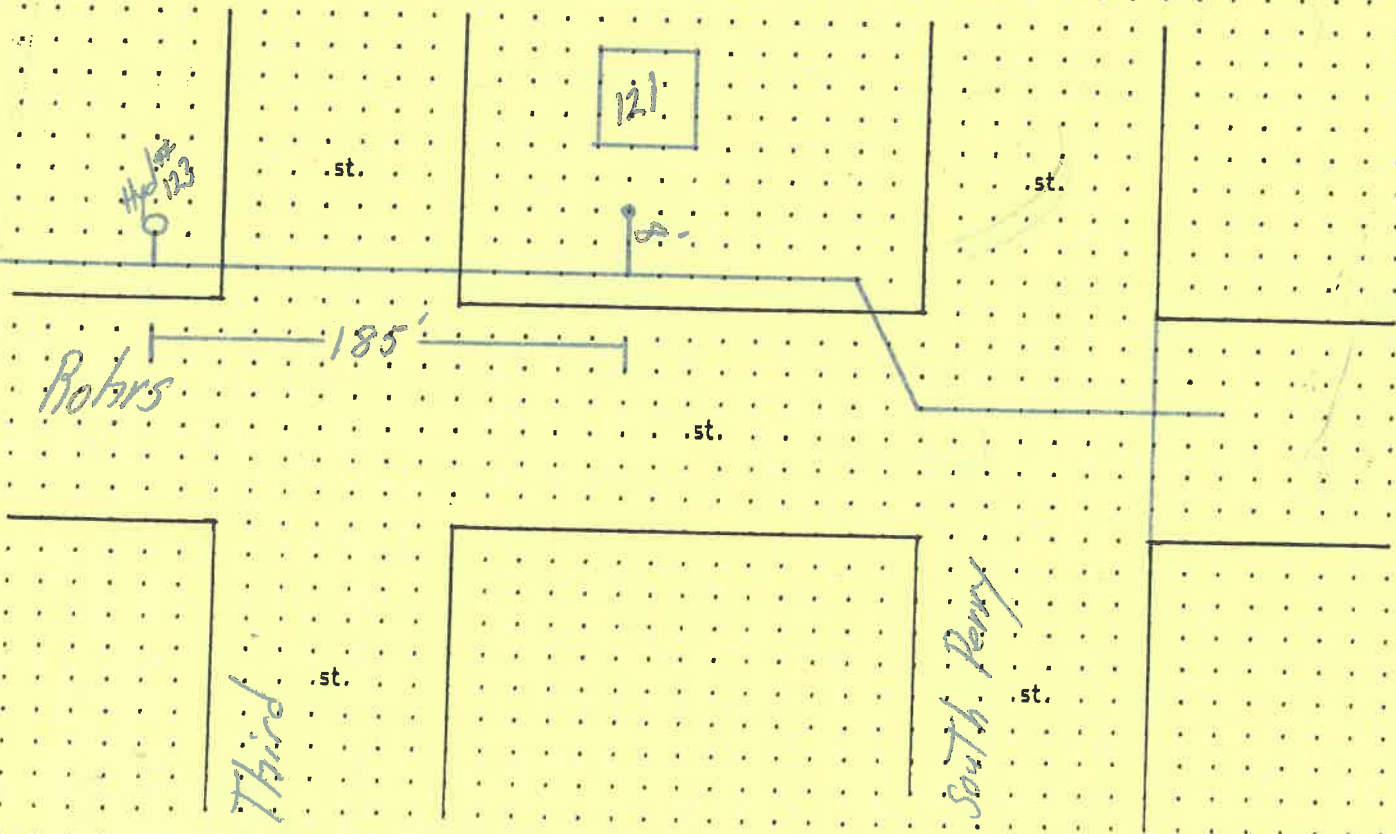 121
Hyd #
123
.st.
.st.
8'
185'
Rohrs
.st.
Third
.st.
South Perry
.st.